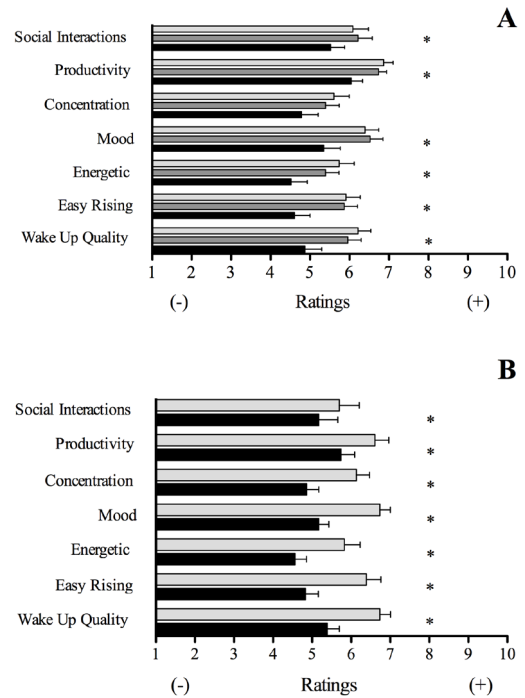 A
Social Interactions *
Productivity *
Concentration
Mood *
Energetic *
Easy Rising *
Wake Up Quality *
1 2 3 4 5 6 7 8 9 10
(-) Ratings (+)
B
Social Interactions *
Productivity *
Concentration *
Mood *
Energetic *
Easy Rising *
Wake Up Quality *
1 2 3 4 5 6 7 8 9 10
(-) Ratings (+)